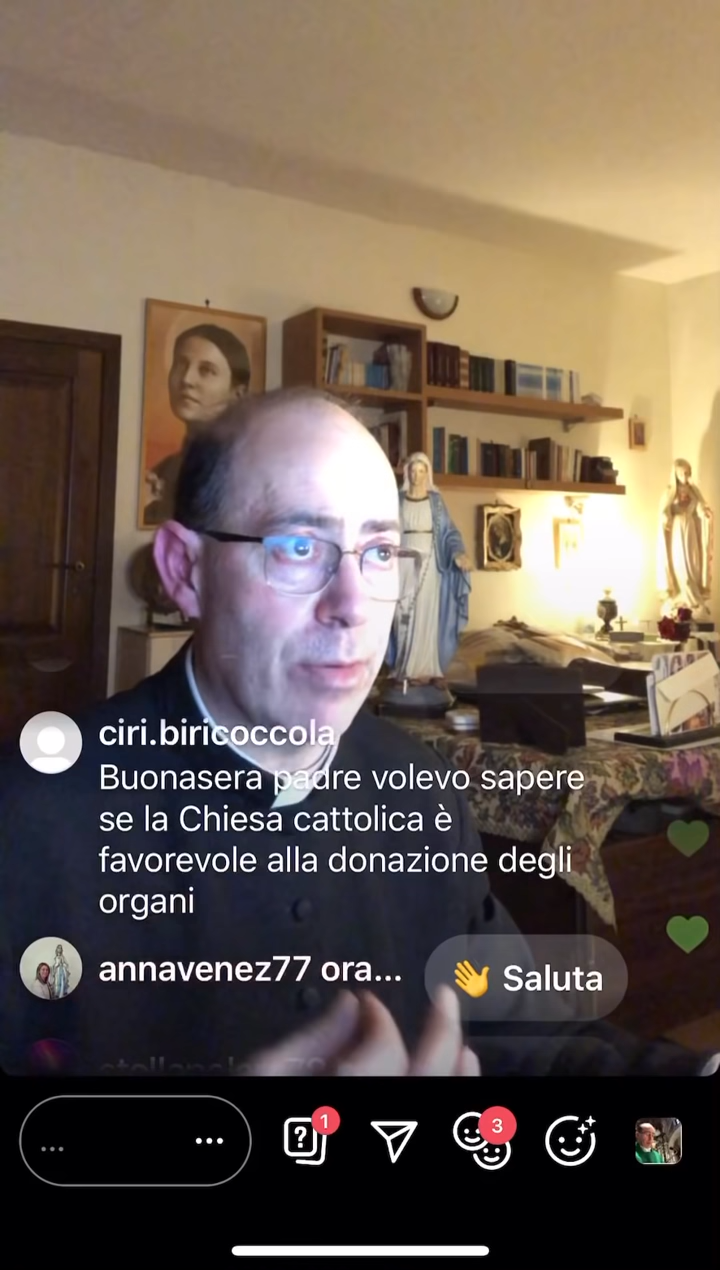 ciri.biricoccola
Buonasera padre volevo sapere
se la Chiesa cattolica è
favorevole alla donazione degli
organi
annavenez77 ora...
👋 Saluta
... ...
?
1
3